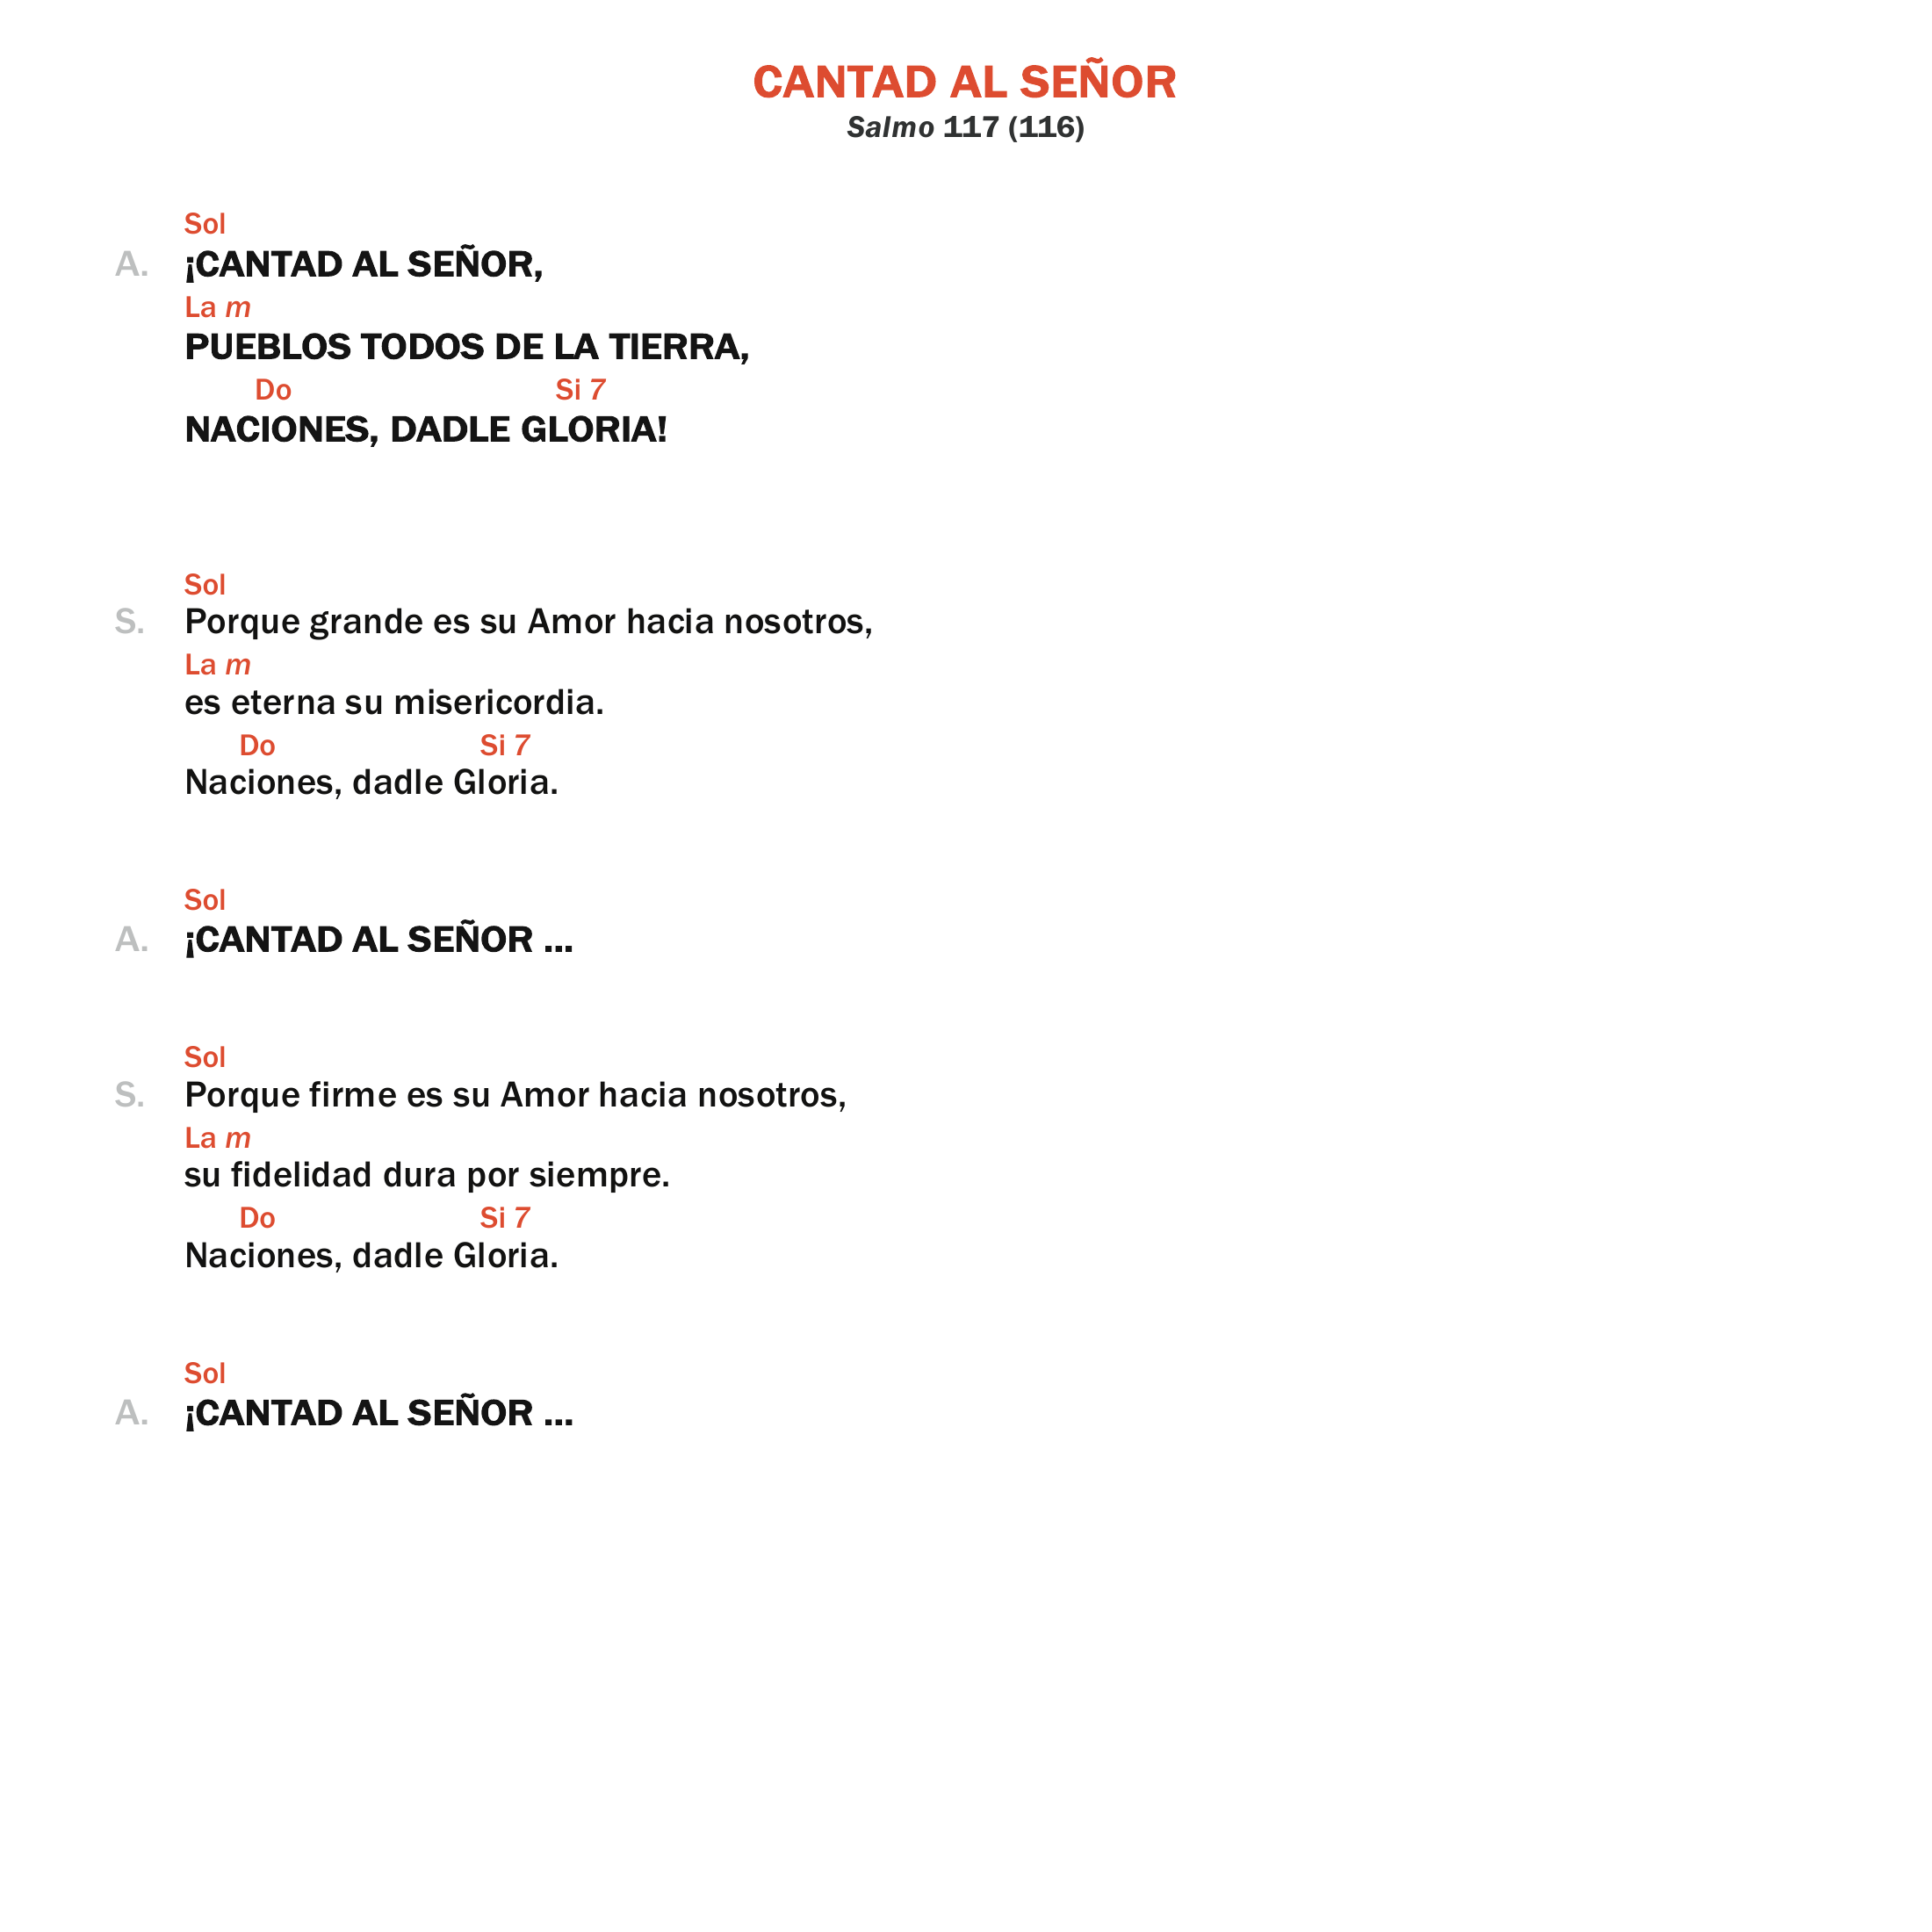 CANTAD AL SEÑOR
Salmo 117 (116)
Sol
A. ¡CANTAD AL SEÑOR,
La m
PUEBLOS TODOS DE LA TIERRA,
Do Si 7
NACIONES, DADLE GLORIA!
Sol
S. Porque grande es su Amor hacia nosotros,
La m
es eterna su misericordia.
Do Si 7
Naciones, dadle Gloria.
Sol
A. ¡CANTAD AL SEÑOR ...
Sol
S. Porque firme es su Amor hacia nosotros,
La m
su fidelidad dura por siempre.
Do Si 7
Naciones, dadle Gloria.
Sol
A. ¡CANTAD AL SEÑOR ...